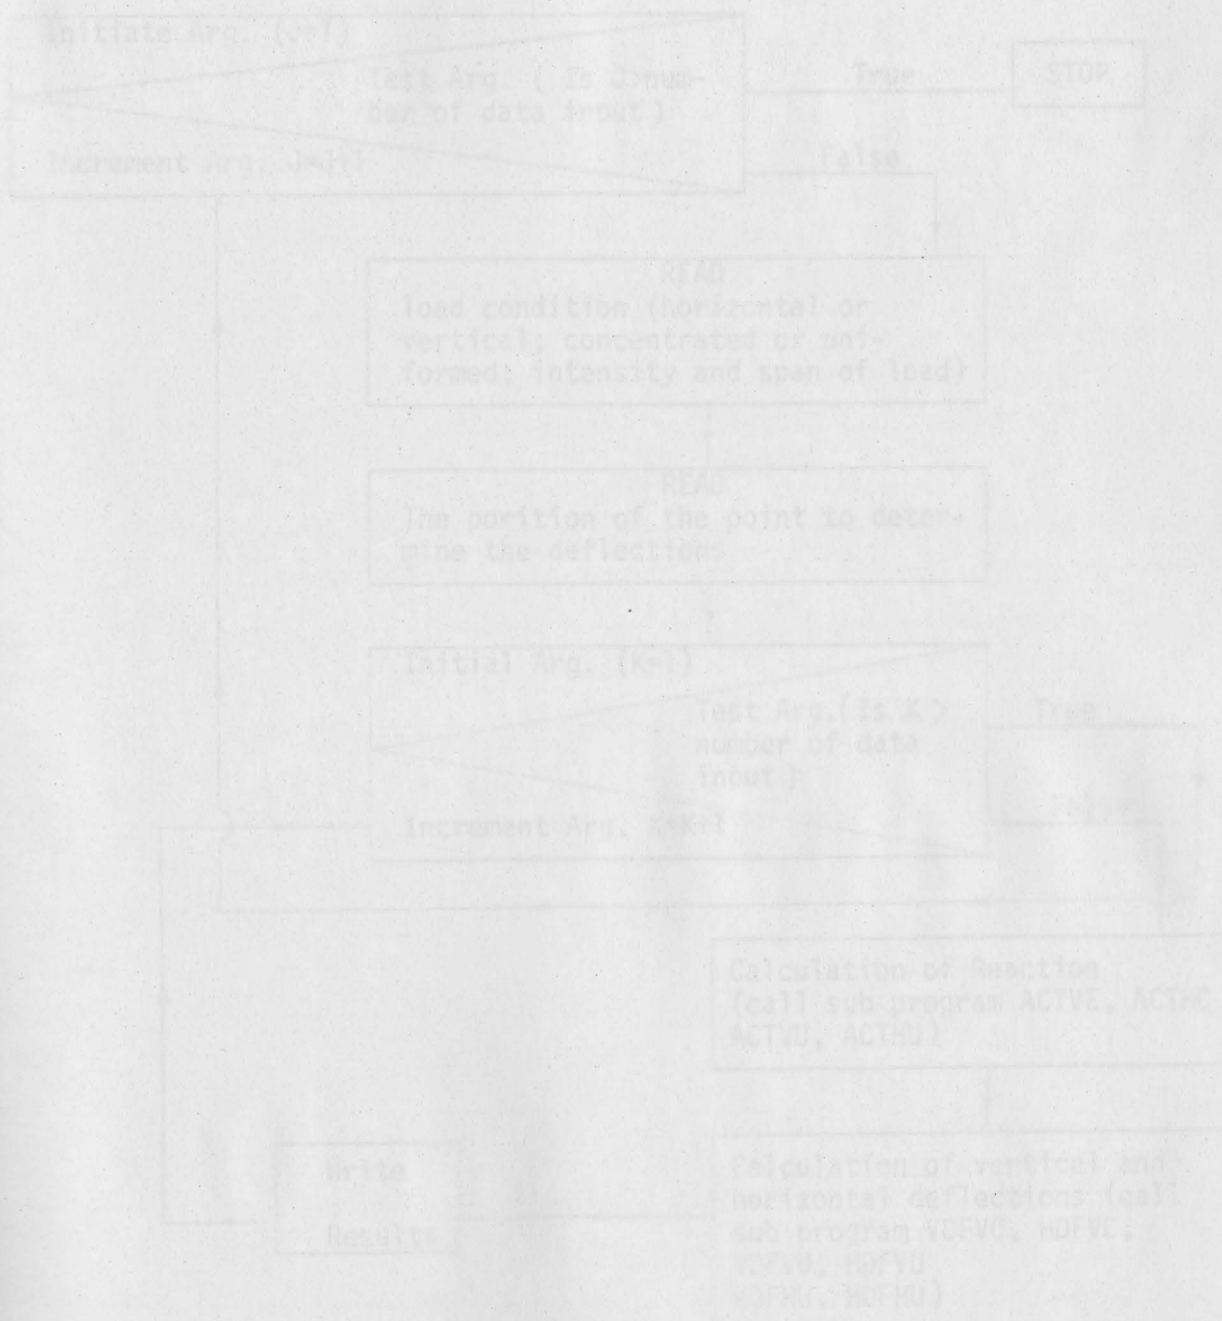 Initiate Arg. (J=1)
Test Arg. ( Is J>num-
ber of data input)
Increment Arg. J=J+1
True
STOP
False
READ
load condition (horizontal or
vertical; concentrated or uni-
formed; intensity and span of load)
READ
The porition of the point to deter-
mine the deflections
Initial Arg. (K=1)
Test Arg.(Is K >
number of data
input)
Increment Arg. K=K+1
True
False
Calculation of Reaction
(call sub program ACTVE, ACTHC
ACTVU, ACTHU)
Calculation of vertical and
horizontal deflections (call
sub program VDFVC, HDFVC,
VDFVU, HDFVU
Write
Results